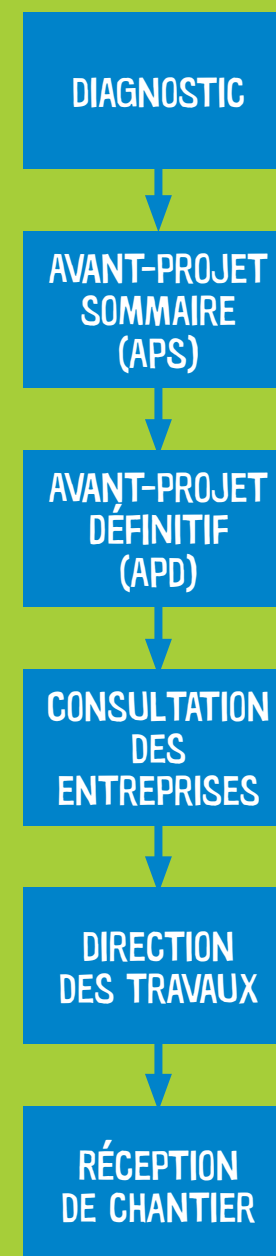 DIAGNOSTIC
AVANT-PROJET
SOMMAIRE
(APS)
AVANT-PROJET
DÉFINITIF
(APD)
CONSULTATION
DES
ENTREPRISES
DIRECTION
DES TRAVAUX
RÉCEPTION
DE CHANTIER